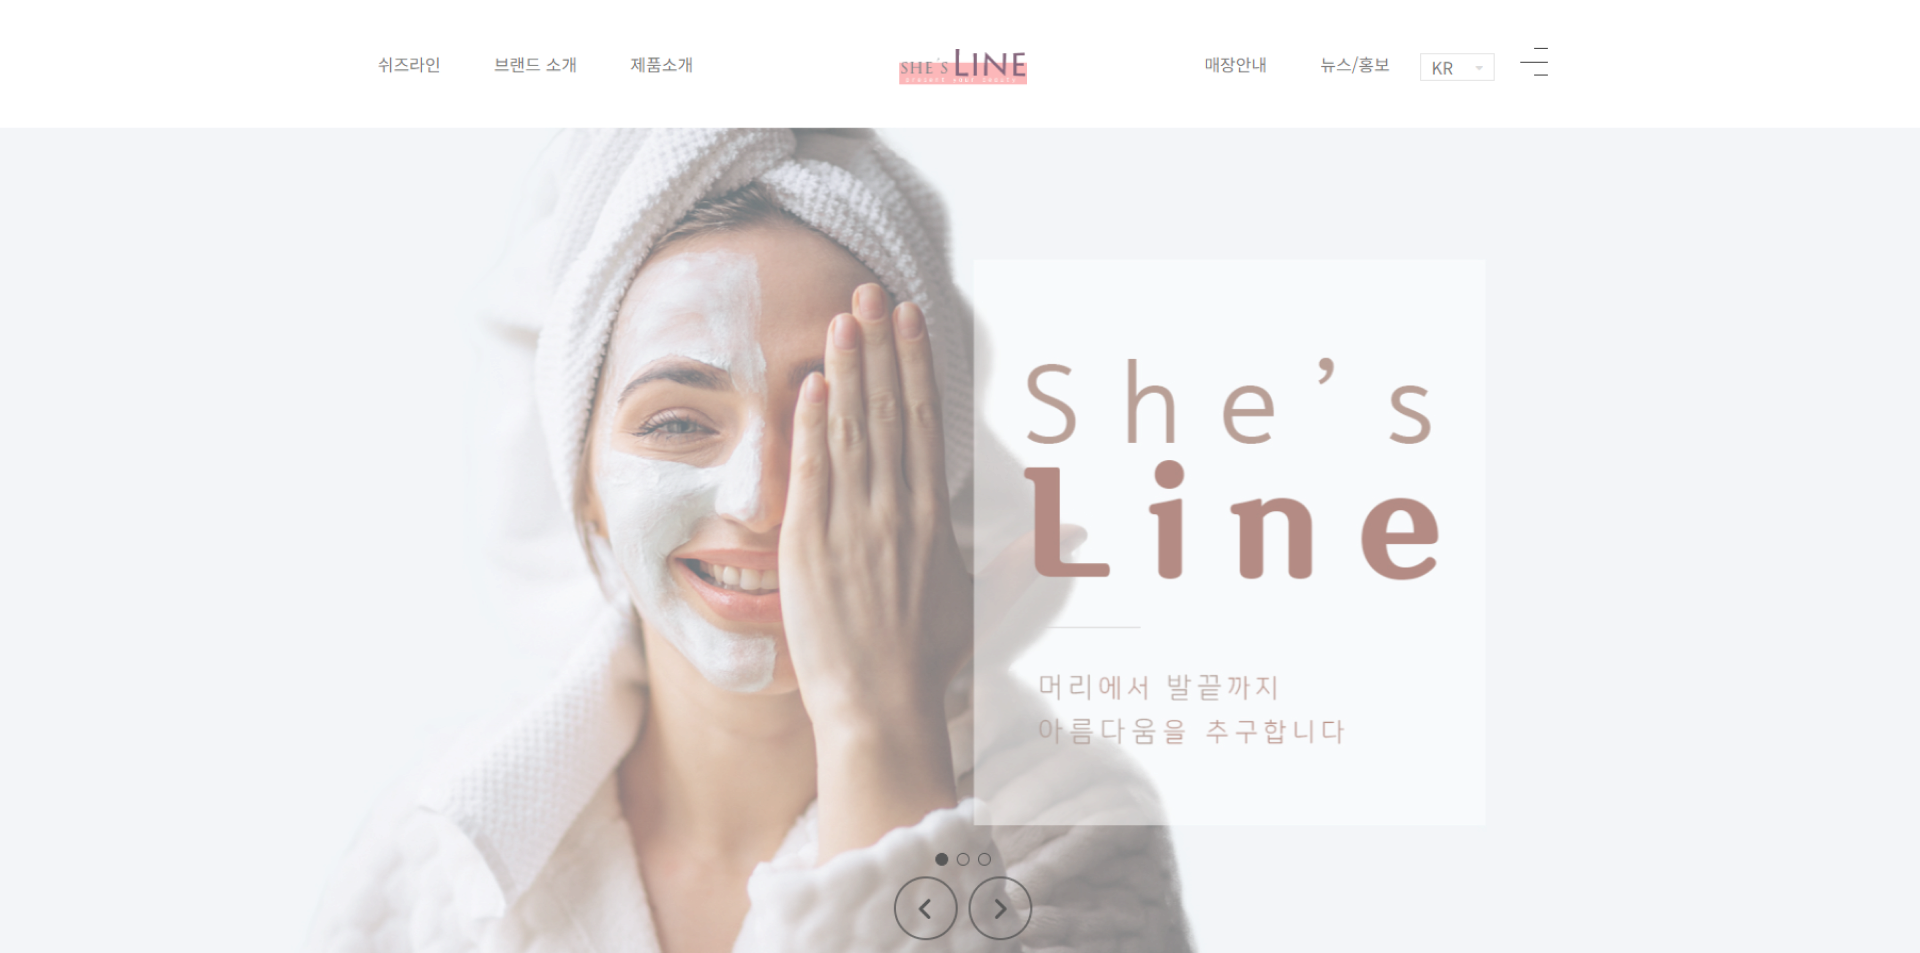 쉬즈라인
브랜드 소개
제품소개
SHE'S LINE
매장안내
뉴스/홍보
KR
She’s
Line
머리에서 발끝까지
아름다움을 추구합니다